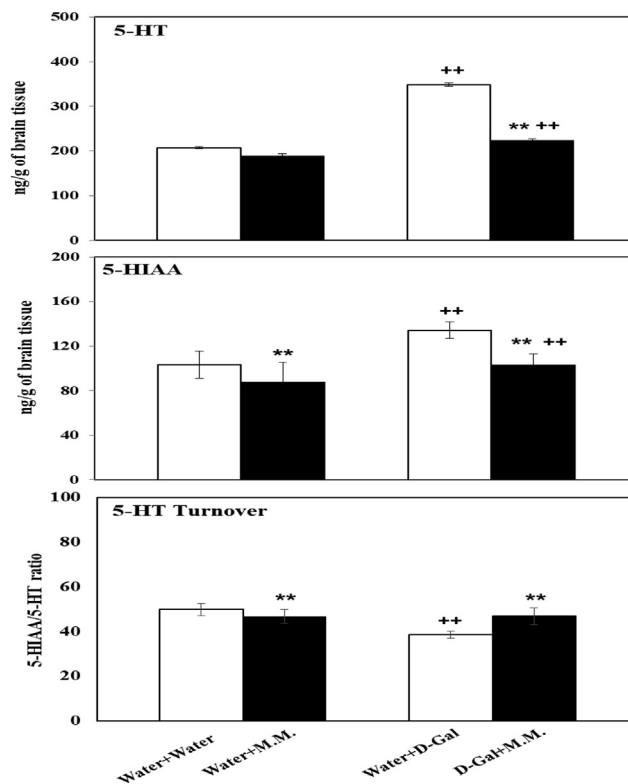 5-HT
ng/g of brain tissue
500
400
300
200
100
0
++
** ++
5-HIAA
ng/g of brain tissue
200
160
120
80
40
0
**
++
** ++
5-HT Turnover
5-HIAA/5-HT ratio
100
80
60
40
20
0
**
++
**
Water+Water
Water+M.M.
Water+D-Gal
D-Gal+M.M.